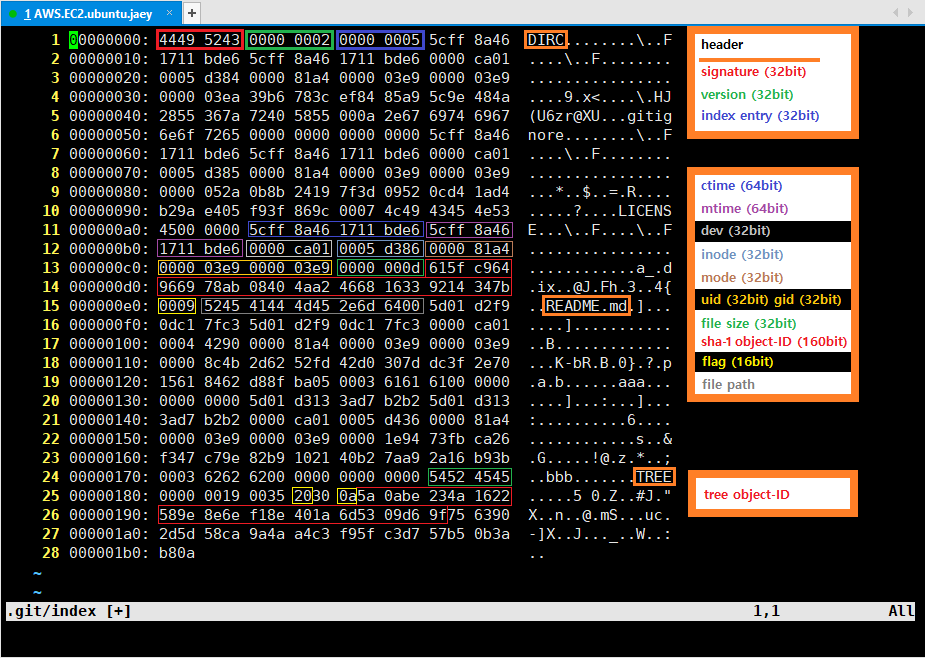 1 AWS.EC2.ubuntu.jaey × +
1 00000000: 4449 5243 0000 0002 0000 0005 5cff 8a46 DIRC........\..F
2 00000010: 1711 bde6 5cff 8a46 1711 bde6 0000 ca01 ....\..F........
3 00000020: 0005 d384 0000 81a4 0000 03e9 0000 03e9 ................
4 00000030: 0000 03ea 39b6 783c ef84 85a9 5c9e 484a ....9.x<....\.HJ
5 00000040: 2855 367a 7240 5855 000a 2e67 6974 6967 (U6zr@XU...gitig
6 00000050: 6e6f 7265 0000 0000 0000 0000 5cff 8a46 nore........\..F
7 00000060: 1711 bde6 5cff 8a46 1711 bde6 0000 ca01 ....\..F........
8 00000070: 0005 d385 0000 81a4 0000 03e9 0000 03e9 ................
9 00000080: 0000 052a 0b8b 2419 7f3d 0952 0cd4 1ad4 ...*..$..=.R....
10 00000090: b29a e405 f93f 869c 0007 4c49 4345 4e53 .....?....LICENS
11 000000a0: 4500 0000 5cff 8a46 1711 bde6 5cff 8a46 E...\..F....\..F
12 000000b0: 1711 bde6 0000 ca01 0005 d386 0000 81a4 ................
13 000000c0: 0000 03e9 0000 03e9 0000 000d 615f c964 ............a_.d
14 000000d0: 9669 78ab 0840 4aa2 4668 1633 9214 347b .ix..@J.Fh.3..4{
15 000000e0: 0009 5245 4144 4d45 2e6d 6400 5d01 d2f9 ..README.md.]...
16 000000f0: 0dc1 7fc3 5d01 d2f9 0dc1 7fc3 0000 ca01 ....]...........
17 00000100: 0004 4290 0000 81a4 0000 03e9 0000 03e9 ..B.............
18 00000110: 0000 8c4b 2d62 52fd 42d0 307d dc3f 2e70 ...K-bR.B.0}.?.p
19 00000120: 1561 8462 d88f ba05 0003 6161 6100 0000 .a.b......aaa...
20 00000130: 0000 0000 5d01 d313 3ad7 b2b2 5d01 d313 ....]...:...]...
21 00000140: 3ad7 b2b2 0000 ca01 0005 d436 0000 81a4 :..........6....
22 00000150: 0000 03e9 0000 03e9 0000 1e94 73fb ca26 ............s..&
23 00000160: f347 c79e 82b9 1021 40b2 7aa9 2a16 b93b .G.....!@.z.*..;
24 00000170: 0003 6262 6200 0000 0000 0000 5452 4545 ..bbb.......TREE
25 00000180: 0000 0019 0035 2030 0a5a 0abe 234a 1622 .....5 0.Z..#J."
26 00000190: 589e 8e6e f18e 401a 6d53 09d6 9f75 6390 X..n..@.mS...uc.
27 000001a0: 2d5d 58ca 9a4a a4c3 f95f c3d7 57b5 0b3a -]X..J..._..W..:
28 000001b0: b80a ..
~
~
.git/index [+] 1,1 All
header
signature (32bit)
version (32bit)
index entry (32bit)
ctime (64bit)
mtime (64bit)
dev (32bit)
inode (32bit)
mode (32bit)
uid (32bit) gid (32bit)
file size (32bit)
sha-1 object-ID (160bit)
flag (16bit)
file path
tree object-ID